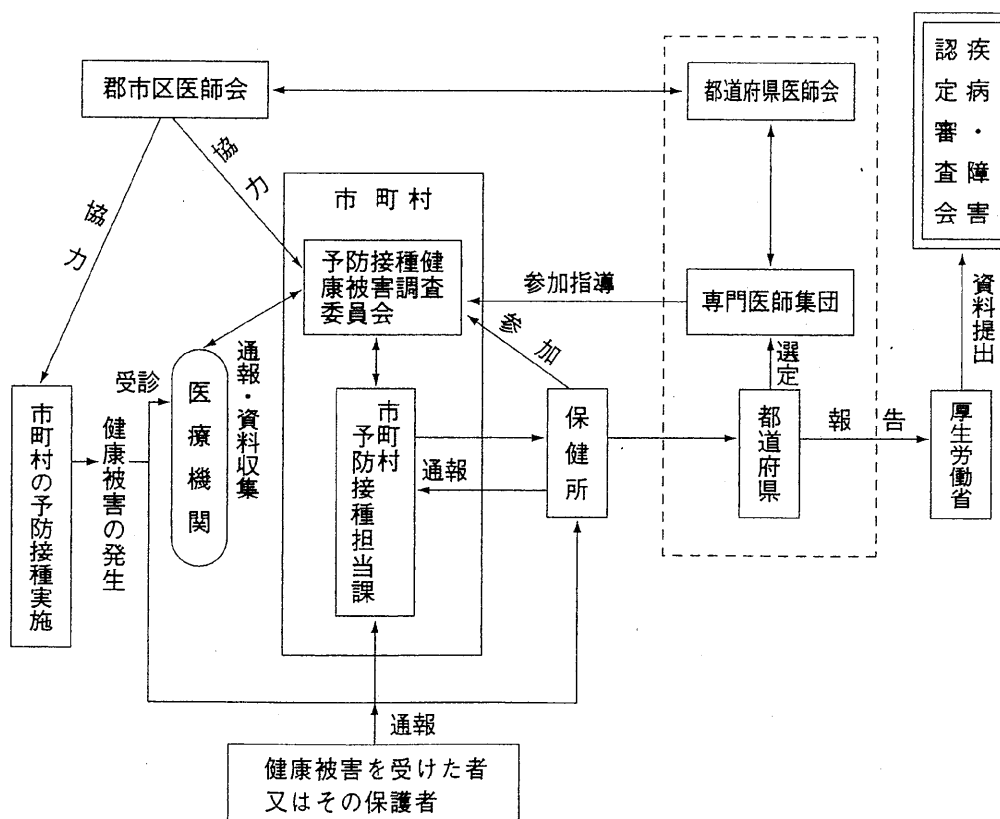 郡市区医師会
都道府県医師会
疾病・障害
認定審査会
協力
協力
市町村
予防接種健
康被害調査
委員会
参加指導
専門医師集団
資料提出
参加
選定
通報・資料収集
受診
医療機関
市町村の予防接種実施
健康被害の発生
市町村
予防接種担当課
通報
保健所
都道府県
報告
厚生労働省
通報
健康被害を受けた者
又はその保護者